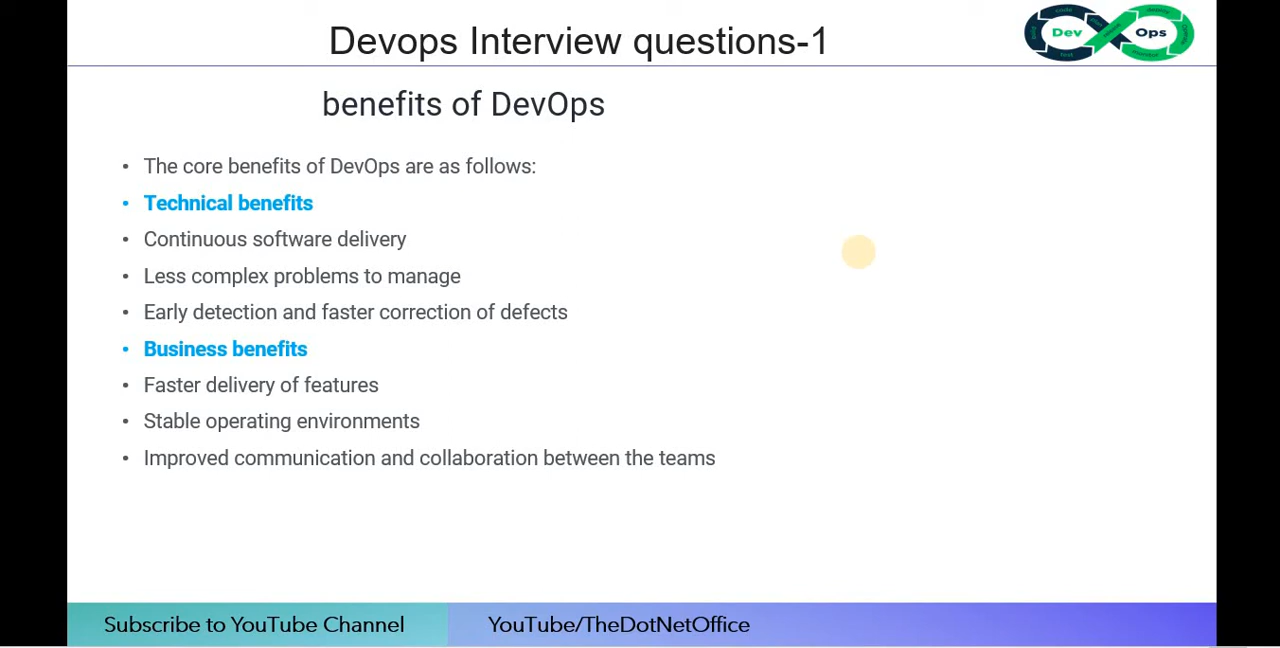 Devops Interview questions-1
Dev Ops
benefits of DevOps
• The core benefits of DevOps are as follows:
• Technical benefits
• Continuous software delivery
• Less complex problems to manage
• Early detection and faster correction of defects
• Business benefits
• Faster delivery of features
• Stable operating environments
• Improved communication and collaboration between the teams
Subscribe to YouTube Channel YouTube/TheDotNetOffice